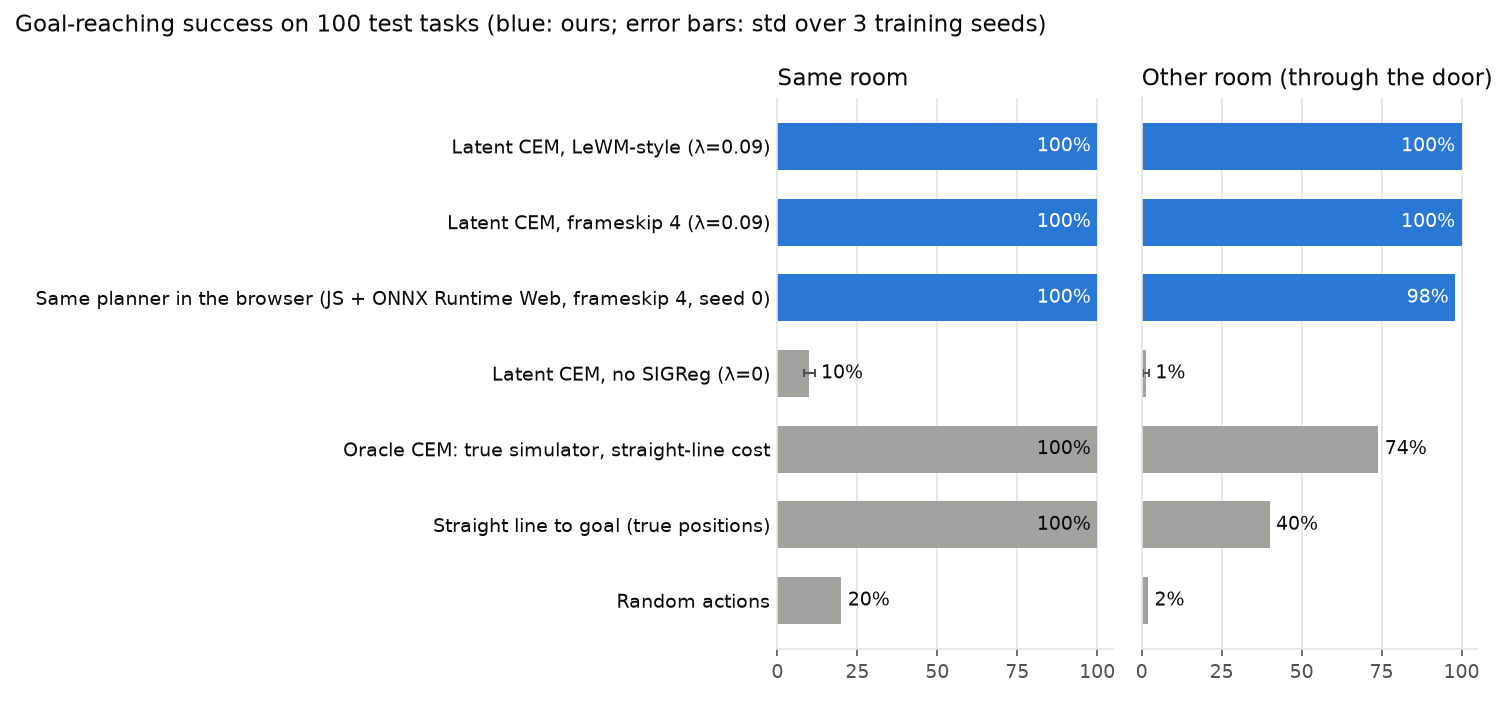 Goal-reaching success on 100 test tasks (blue: ours; error bars: std over 3 training seeds)
Same room
Other room (through the door)
Latent CEM, LeWM-style (λ=0.09)
100%
100%
Latent CEM, frameskip 4 (λ=0.09)
100%
100%
Same planner in the browser (JS + ONNX Runtime Web, frameskip 4, seed 0)
100%
98%
Latent CEM, no SIGReg (λ=0)
10%
1%
Oracle CEM: true simulator, straight-line cost
100%
74%
Straight line to goal (true positions)
100%
40%
Random actions
20%
2%
0 25 50 75 100
0 25 50 75 100